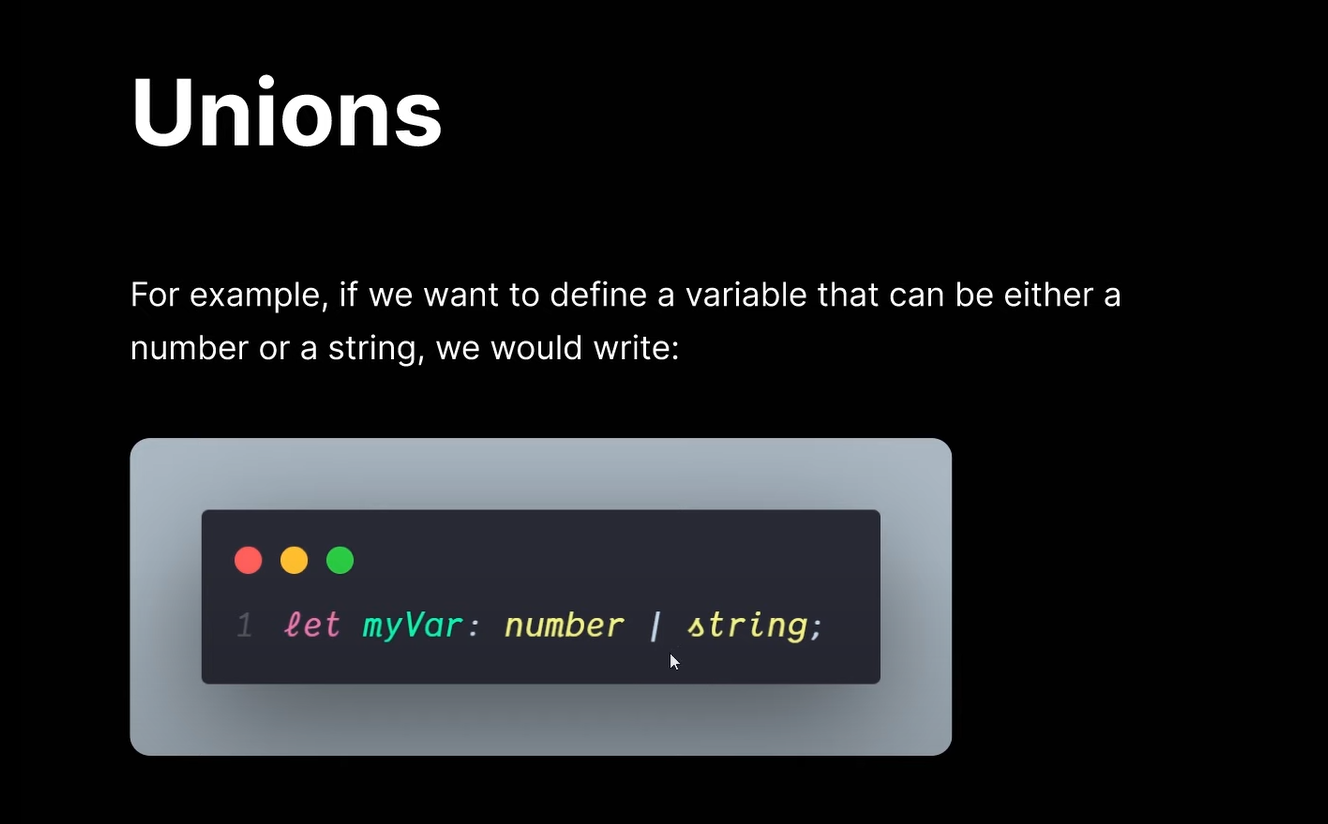 Unions
For example, if we want to define a variable that can be either a
number or a string, we would write:
1 let myVar: number | string;